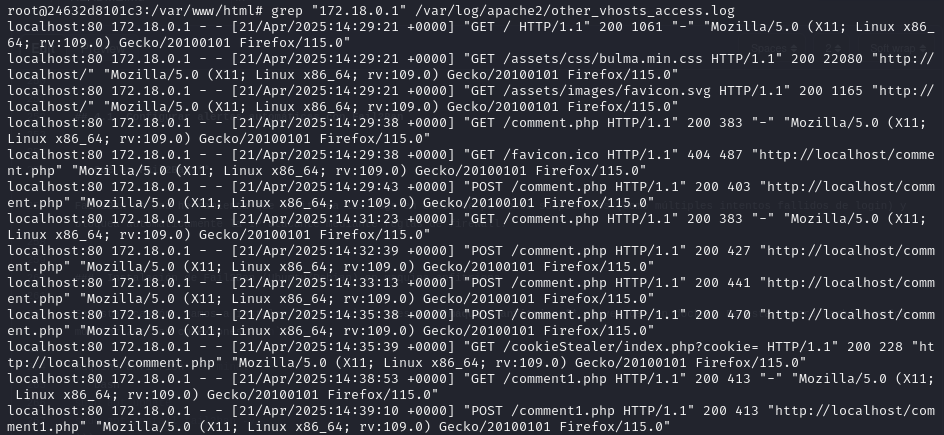 root@24632d8101c3:/var/www/html# grep "172.18.0.1" /var/log/apache2/other_vhosts_access.log
localhost:80 172.18.0.1 - - [21/Apr/2025:14:29:21 +0000] "GET / HTTP/1.1" 200 1061 "-" "Mozilla/5.0 (X11; Linux x86_
64; rv:109.0) Gecko/20100101 Firefox/115.0"
localhost:80 172.18.0.1 - - [21/Apr/2025:14:29:21 +0000] "GET /assets/css/bulma.min.css HTTP/1.1" 200 22080 "http://
localhost/" "Mozilla/5.0 (X11; Linux x86_64; rv:109.0) Gecko/20100101 Firefox/115.0"
localhost:80 172.18.0.1 - - [21/Apr/2025:14:29:21 +0000] "GET /assets/images/favicon.svg HTTP/1.1" 200 1165 "http://
localhost/" "Mozilla/5.0 (X11; Linux x86_64; rv:109.0) Gecko/20100101 Firefox/115.0"
localhost:80 172.18.0.1 - - [21/Apr/2025:14:29:38 +0000] "GET /comment.php HTTP/1.1" 200 383 "-" "Mozilla/5.0 (X11;
Linux x86_64; rv:109.0) Gecko/20100101 Firefox/115.0"
localhost:80 172.18.0.1 - - [21/Apr/2025:14:29:38 +0000] "GET /favicon.ico HTTP/1.1" 404 487 "http://localhost/comme
nt.php" "Mozilla/5.0 (X11; Linux x86_64; rv:109.0) Gecko/20100101 Firefox/115.0"
localhost:80 172.18.0.1 - - [21/Apr/2025:14:29:43 +0000] "POST /comment.php HTTP/1.1" 200 403 "http://localhost/comm
ent.php" "Mozilla/5.0 (X11; Linux x86_64; rv:109.0) Gecko/20100101 Firefox/115.0"
localhost:80 172.18.0.1 - - [21/Apr/2025:14:31:23 +0000] "GET /comment.php HTTP/1.1" 200 383 "-" "Mozilla/5.0 (X11;
Linux x86_64; rv:109.0) Gecko/20100101 Firefox/115.0"
localhost:80 172.18.0.1 - - [21/Apr/2025:14:32:39 +0000] "POST /comment.php HTTP/1.1" 200 427 "http://localhost/comm
ent.php" "Mozilla/5.0 (X11; Linux x86_64; rv:109.0) Gecko/20100101 Firefox/115.0"
localhost:80 172.18.0.1 - - [21/Apr/2025:14:33:13 +0000] "POST /comment.php HTTP/1.1" 200 441 "http://localhost/comm
ent.php" "Mozilla/5.0 (X11; Linux x86_64; rv:109.0) Gecko/20100101 Firefox/115.0"
localhost:80 172.18.0.1 - - [21/Apr/2025:14:35:38 +0000] "POST /comment.php HTTP/1.1" 200 470 "http://localhost/comm
ent.php" "Mozilla/5.0 (X11; Linux x86_64; rv:109.0) Gecko/20100101 Firefox/115.0"
localhost:80 172.18.0.1 - - [21/Apr/2025:14:35:39 +0000] "GET /cookieStealer/index.php?cookie= HTTP/1.1" 200 228 "ht
tp://localhost/comment.php" "Mozilla/5.0 (X11; Linux x86_64; rv:109.0) Gecko/20100101 Firefox/115.0"
localhost:80 172.18.0.1 - - [21/Apr/2025:14:38:53 +0000] "GET /comment1.php HTTP/1.1" 200 413 "-" "Mozilla/5.0 (X11;
 Linux x86_64; rv:109.0) Gecko/20100101 Firefox/115.0"
localhost:80 172.18.0.1 - - [21/Apr/2025:14:39:10 +0000] "POST /comment1.php HTTP/1.1" 200 413 "http://localhost/com
ment1.php" "Mozilla/5.0 (X11; Linux x86_64; rv:109.0) Gecko/20100101 Firefox/115.0"